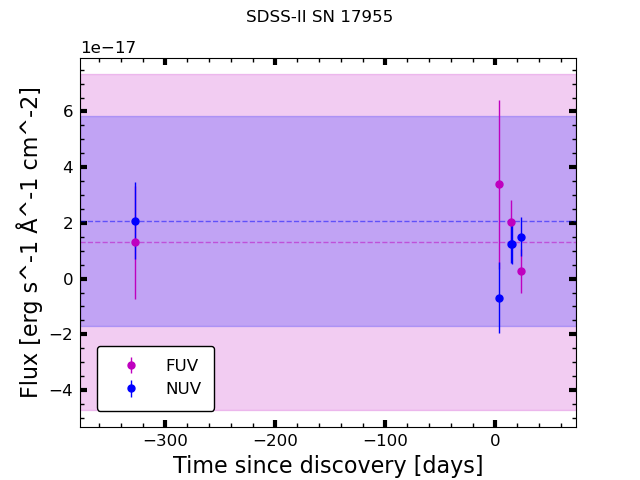 SDSS-II SN 17955
1e−17
6
4
2
0
−2
−4
Flux [erg s^-1 Å^-1 cm^-2]
FUV
NUV
−300 −200 −100 0
Time since discovery [days]